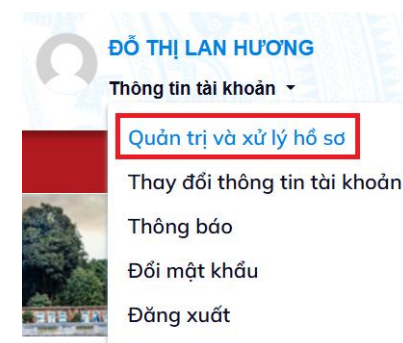 ĐỖ THỊ LAN HƯƠNG
Thông tin tài khoản
Quản trị và xử lý hồ sơ
Thay đổi thông tin tài khoản
Thông báo
Đổi mật khẩu
Đăng xuất